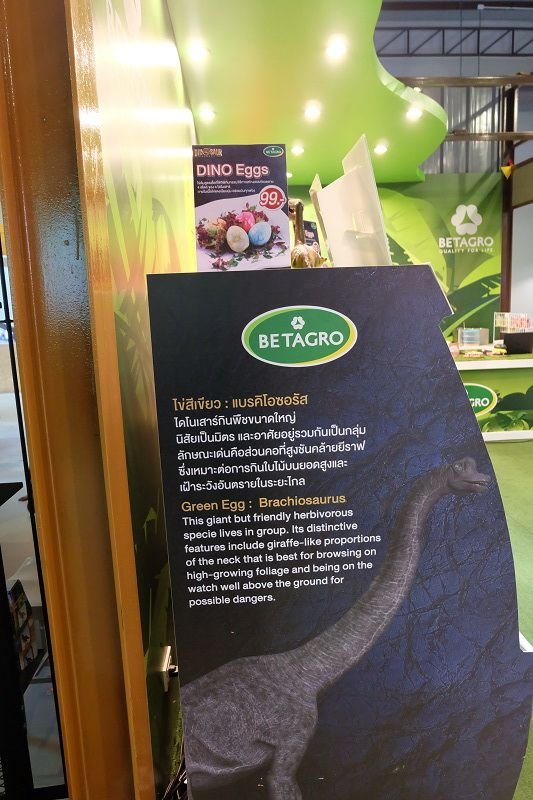 BETAGRO
DINO Eggs
99.-
BETAGRO
QUALITY FOR LIFE
BETAGRO
ไข่สีเขียว : แบรคิโอซอรัส
ไดโนเสาร์กินพืชขนาดใหญ่
นิสัยเป็นมิตร และอาศัยอยู่รวมกันเป็นกลุ่ม
ลักษณะเด่นคือส่วนคอที่สูงชันคล้ายยีราฟ
ซึ่งเหมาะต่อการกินใบไม้บนยอดสูงและ
เฝ้าระวังอันตรายในระยะไกล
Green Egg : Brachiosaurus
This giant but friendly herbivorous
specie lives in group. Its distinctive
features include giraffe-like proportions
of the neck that is best for browsing on
high-growing foliage and being on the
watch well above the ground for
possible dangers.